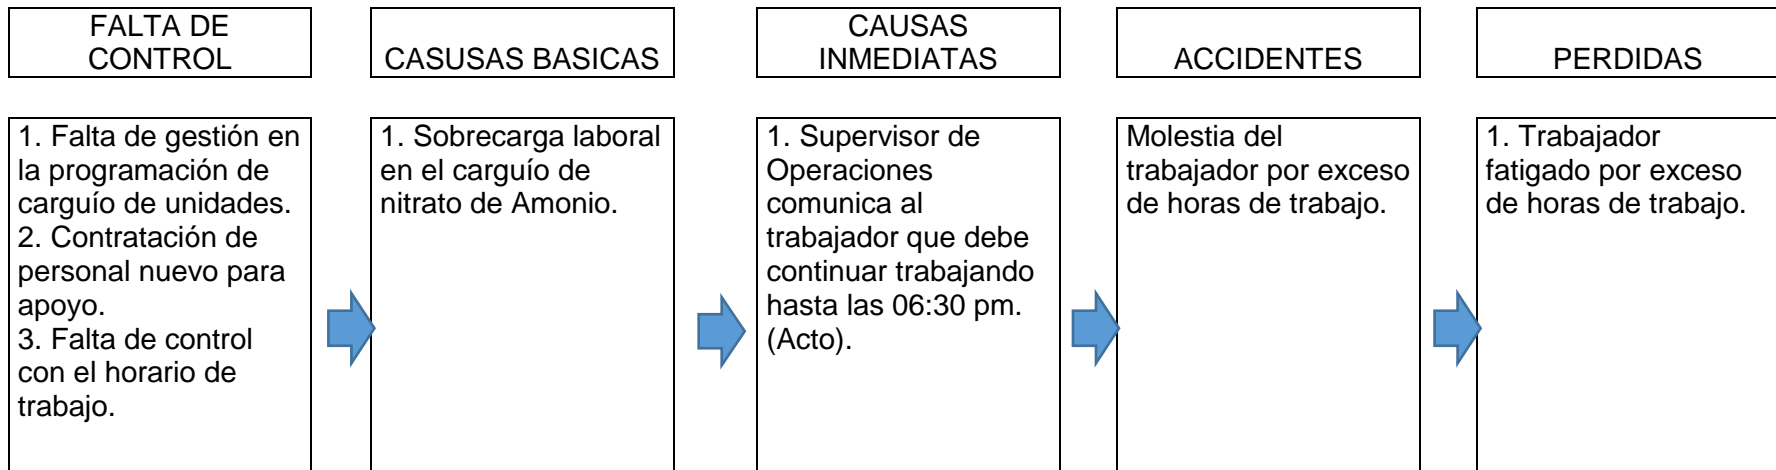 FALTA DE
CONTROL
CASUSAS BASICAS
CAUSAS
INMEDIATAS
ACCIDENTES
PERDIDAS
1. Falta de gestión en
la programación de
carguío de unidades.
2. Contratación de
personal nuevo para
apoyo.
3. Falta de control
con el horario de
trabajo.
1. Sobrecarga laboral
en el carguío de
nitrato de Amonio.
1. Supervisor de
Operaciones
comunica al
trabajador que debe
continuar trabajando
hasta las 06:30 pm.
(Acto).
Molestia del
trabajador por exceso
de horas de trabajo.
1. Trabajador
fatigado por exceso
de horas de trabajo.